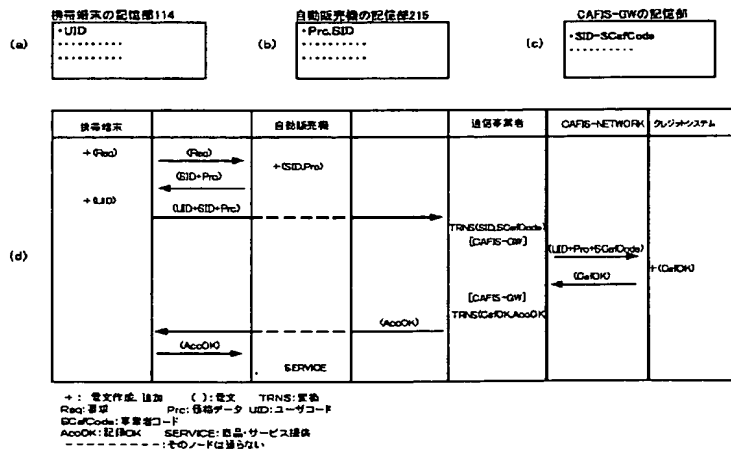 携帯端末の記憶部114
自動販売機の記憶部215
CAFIS-GWの記憶部
(a)
・UID
(b)
・Prc.SID
(c)
・SID-SCafCode
携帯端末
自動販売機
通信事業者
CAFIS-NETWORK
クレジットシステム
(d)
+(Req)
(Req)
+(SID.Prc)
(SID+Prc)
+(UID)
(UID+SID+Prc)
TRNS(SID,SCafCode)
[CAFIS-GW]
(UID+Prc+SCafCode)
(CafOK)
+(CafOK)
[CAFIS-GW]
TRNS(CafOK,AccOK)
(AccOK)
(AccOK)
SERVICE
+: 電文作成、追加 ( ):電文 TRNS:変換
Req:要求 Prc:価格データ UID:ユーザコード
SCafCode:事業者コード
AccOK:記録OK SERVICE:商品・サービス提供
----------:そのノードは通らない